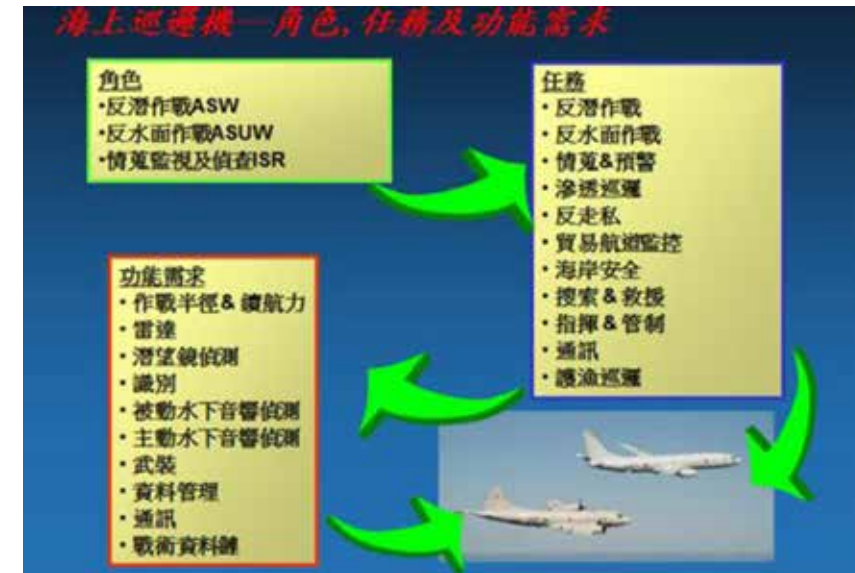 海上巡邏機—角色,任務及功能需求
角色
•反潛作戰ASW
•反水面作戰ASUW
•情蒐監視及偵查ISR
任務
• 反潛作戰
• 反水面作戰
• 情蒐&預警
• 滲透巡邏
• 反走私
• 貿易航道監控
• 海岸安全
• 搜索&救援
• 指揮&管制
• 通訊
• 護漁巡邏
功能需求
• 作戰半徑& 續航力
• 雷達
• 潛望鏡偵測
• 識別
• 被動水下音響偵測
• 主動水下音響偵測
• 武裝
• 資料管理
• 通訊
• 戰術資料鏈